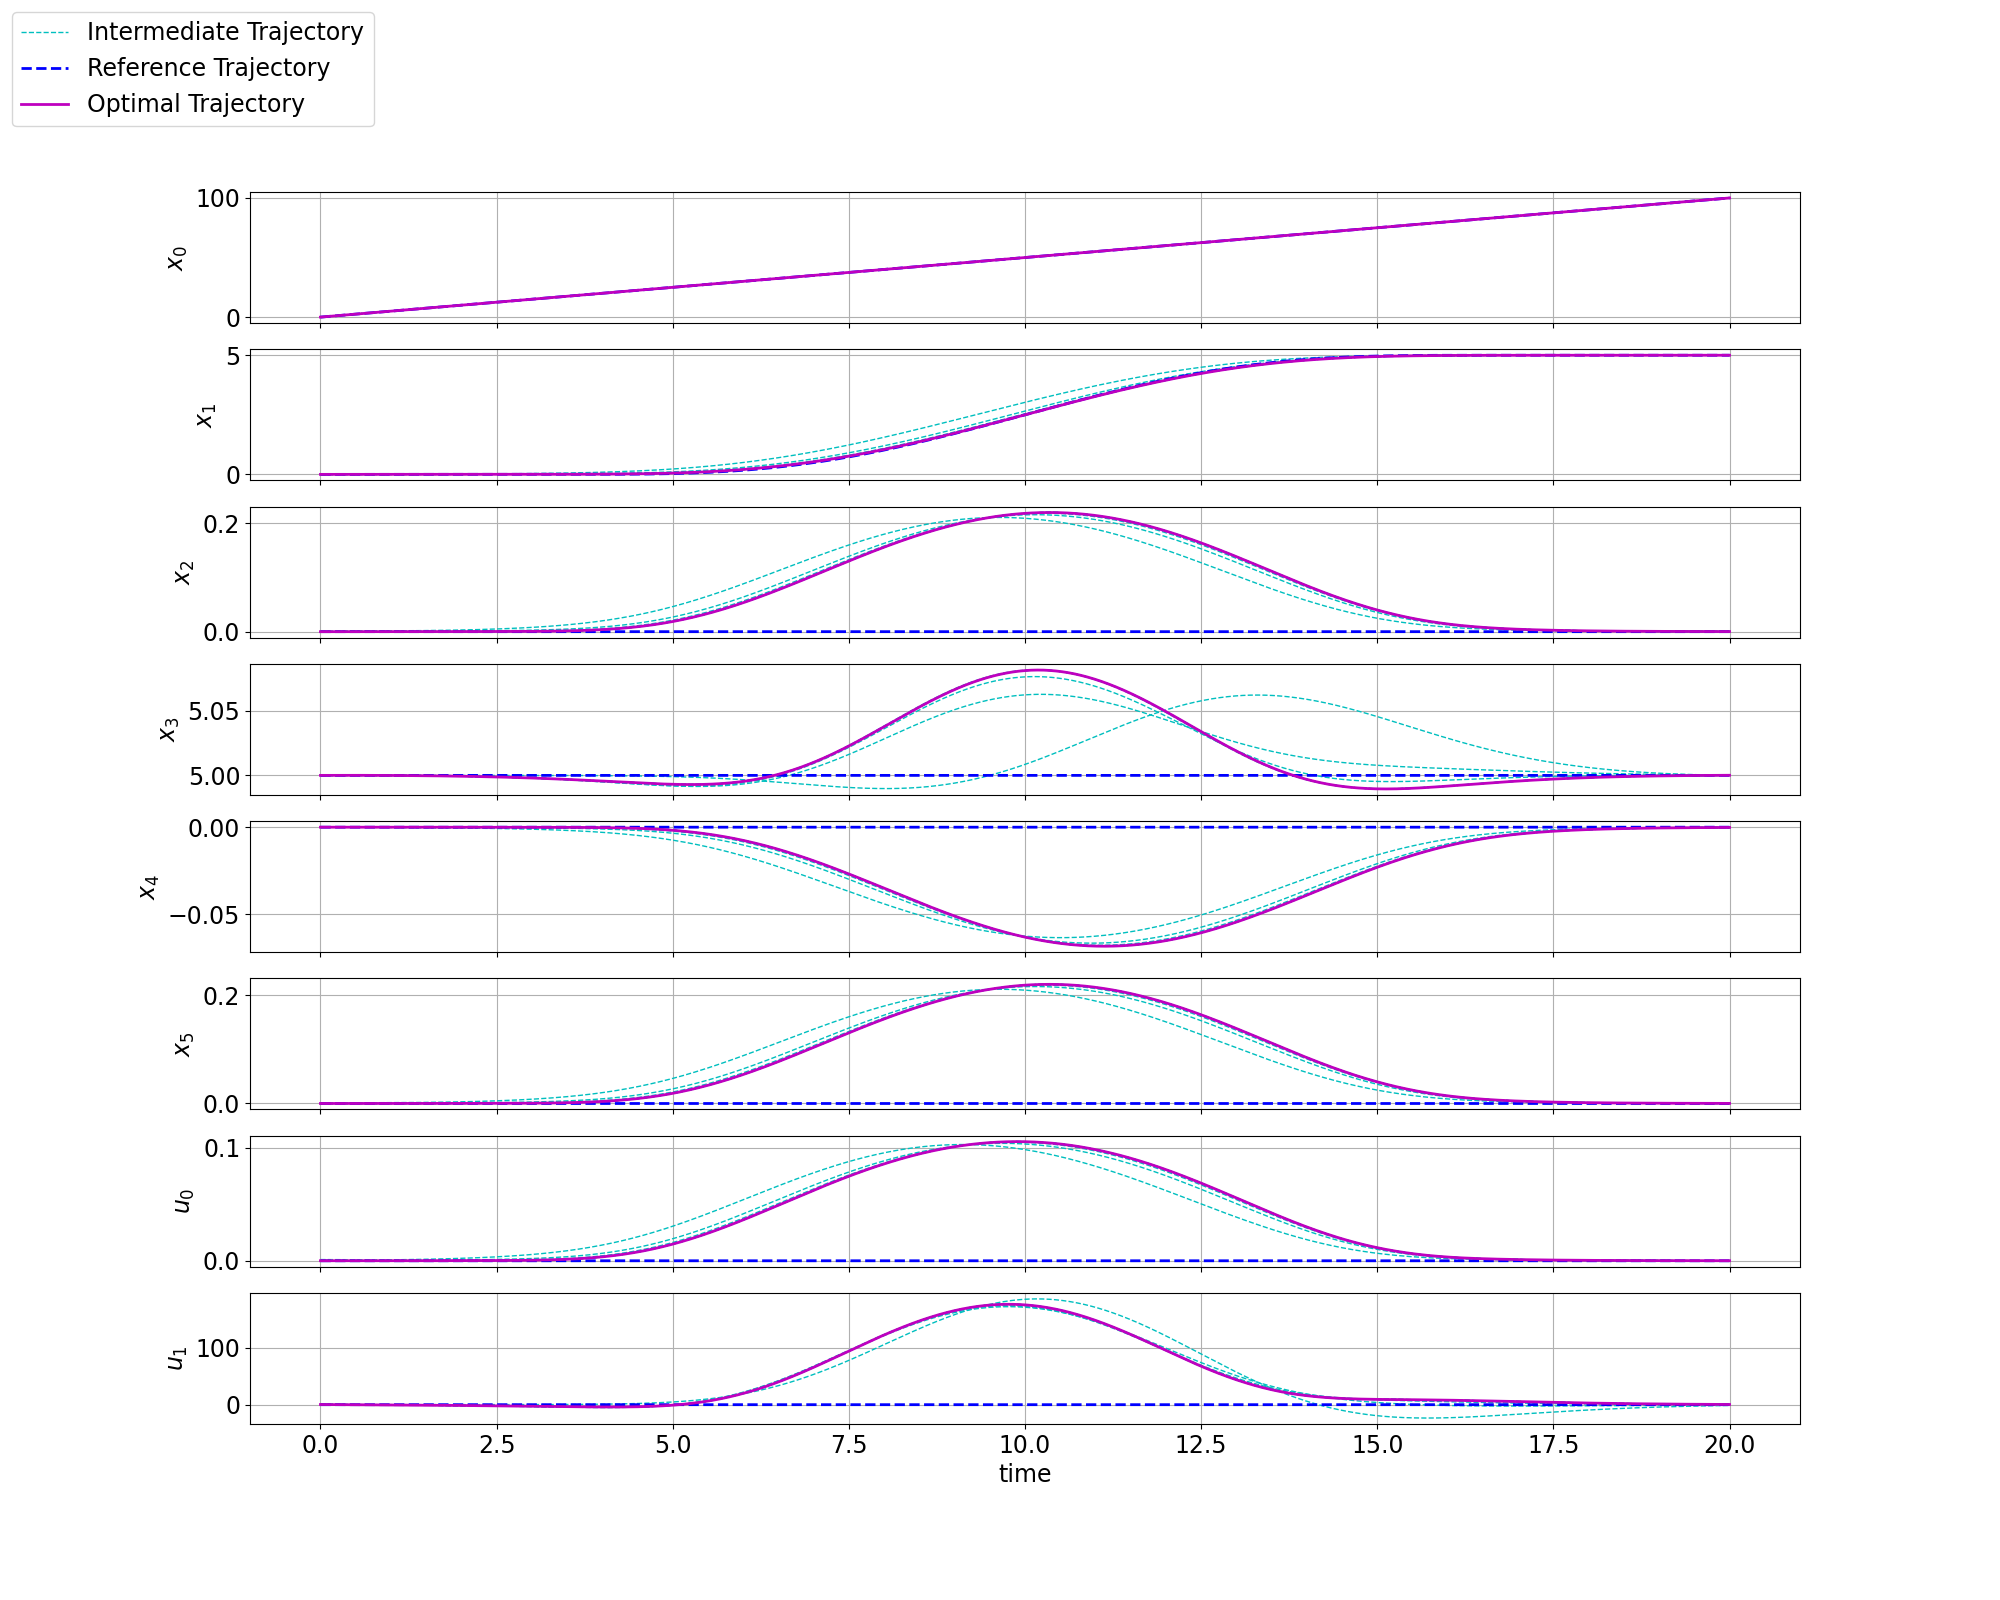 Intermediate Trajectory
Reference Trajectory
Optimal Trajectory
100
0
x₀
5
0
x₁
0.2
0.0
x₂
5.05
5.00
x₃
0.00
−0.05
x₄
0.2
0.0
x₅
0.1
0.0
u₀
100
0
u₁
0.0 2.5 5.0 7.5 10.0 12.5 15.0 17.5 20.0
time